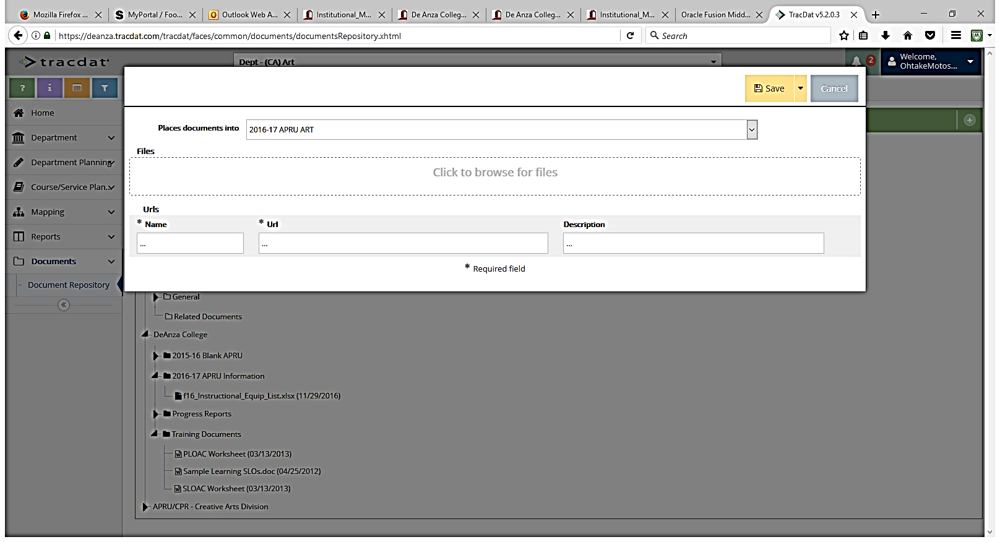 Mozilla Firefox ...
MyPortal / Foo...
Outlook Web A...
Institutional_M...
De Anza Colleg...
De Anza Colleg...
Institutional_M...
Oracle Fusion Midd...
TracDat v5.2.0.3
https://deanza.tracdat.com/tracdat/faces/common/documents/documentsRepository.xhtml
Search
tracdat
Dept - (CA) Art
2
Welcome,
OhtakeMotos...
? i
Save
Cancel
Home
Department
Department Planning
Course/Service Plan...
Mapping
Reports
Documents
Document Repository
Places documents into
2016-17 APRU ART
Files
Click to browse for files
Urls
* Name
* Url
Description
...
...
...
* Required field
General
Related Documents
DeAnza College
2015-16 Blank APRU
2016-17 APRU Information
f16_Instructional_Equip_List.xlsx (11/29/2016)
Progress Reports
Training Documents
PLOAC Worksheet (03/13/2013)
Sample Learning SLOs.doc (04/25/2012)
SLOAC Worksheet (03/13/2013)
APRU/CPR - Creative Arts Division